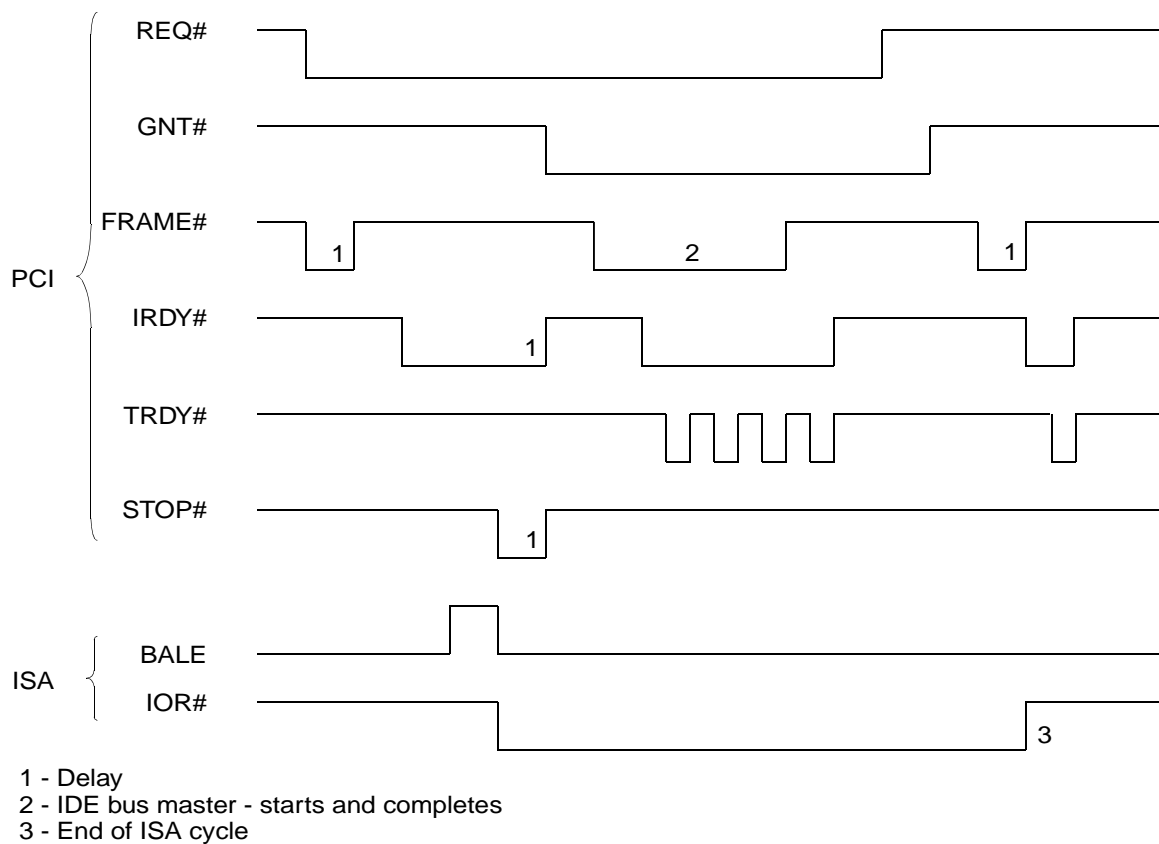 REQ#
GNT#
FRAME#
1
2
1
PCI
IRDY#
1
TRDY#
STOP#
1
BALE
ISA
IOR#
3
1 - Delay
2 - IDE bus master - starts and completes
3 - End of ISA cycle